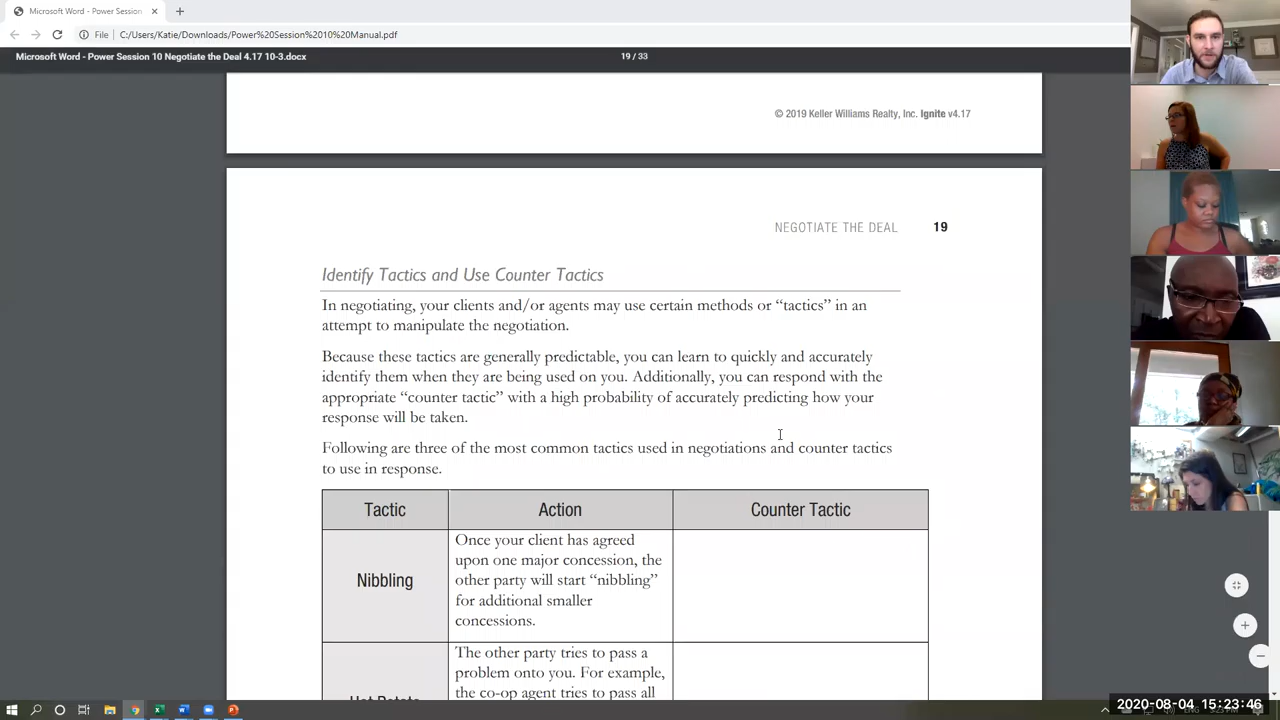 Microsoft Word - Power Session
File
C:/Users/Katie/Downloads/Power%20Session%2010%20Manual.pdf
Microsoft Word - Power Session 10 Negotiate the Deal 4.17 10-3.docx
19 / 33
© 2019 Keller Williams Realty, Inc. Ignite v4.17
NEGOTIATE THE DEAL 19
Identify Tactics and Use Counter Tactics
In negotiating, your clients and/or agents may use certain methods or “tactics” in an
attempt to manipulate the negotiation.
Because these tactics are generally predictable, you can learn to quickly and accurately
identify them when they are being used on you. Additionally, you can respond with the
appropriate “counter tactic” with a high probability of accurately predicting how your
response will be taken.
Following are three of the most common tactics used in negotiations and counter tactics
to use in response.
Tactic Action Counter Tactic
Nibbling
Once your client has agreed
upon one major concession, the
other party will start “nibbling”
for additional smaller
concessions.
The other party tries to pass a
problem onto you. For example,
the co-op agent tries to pass all
2020-08-04 15:23:46